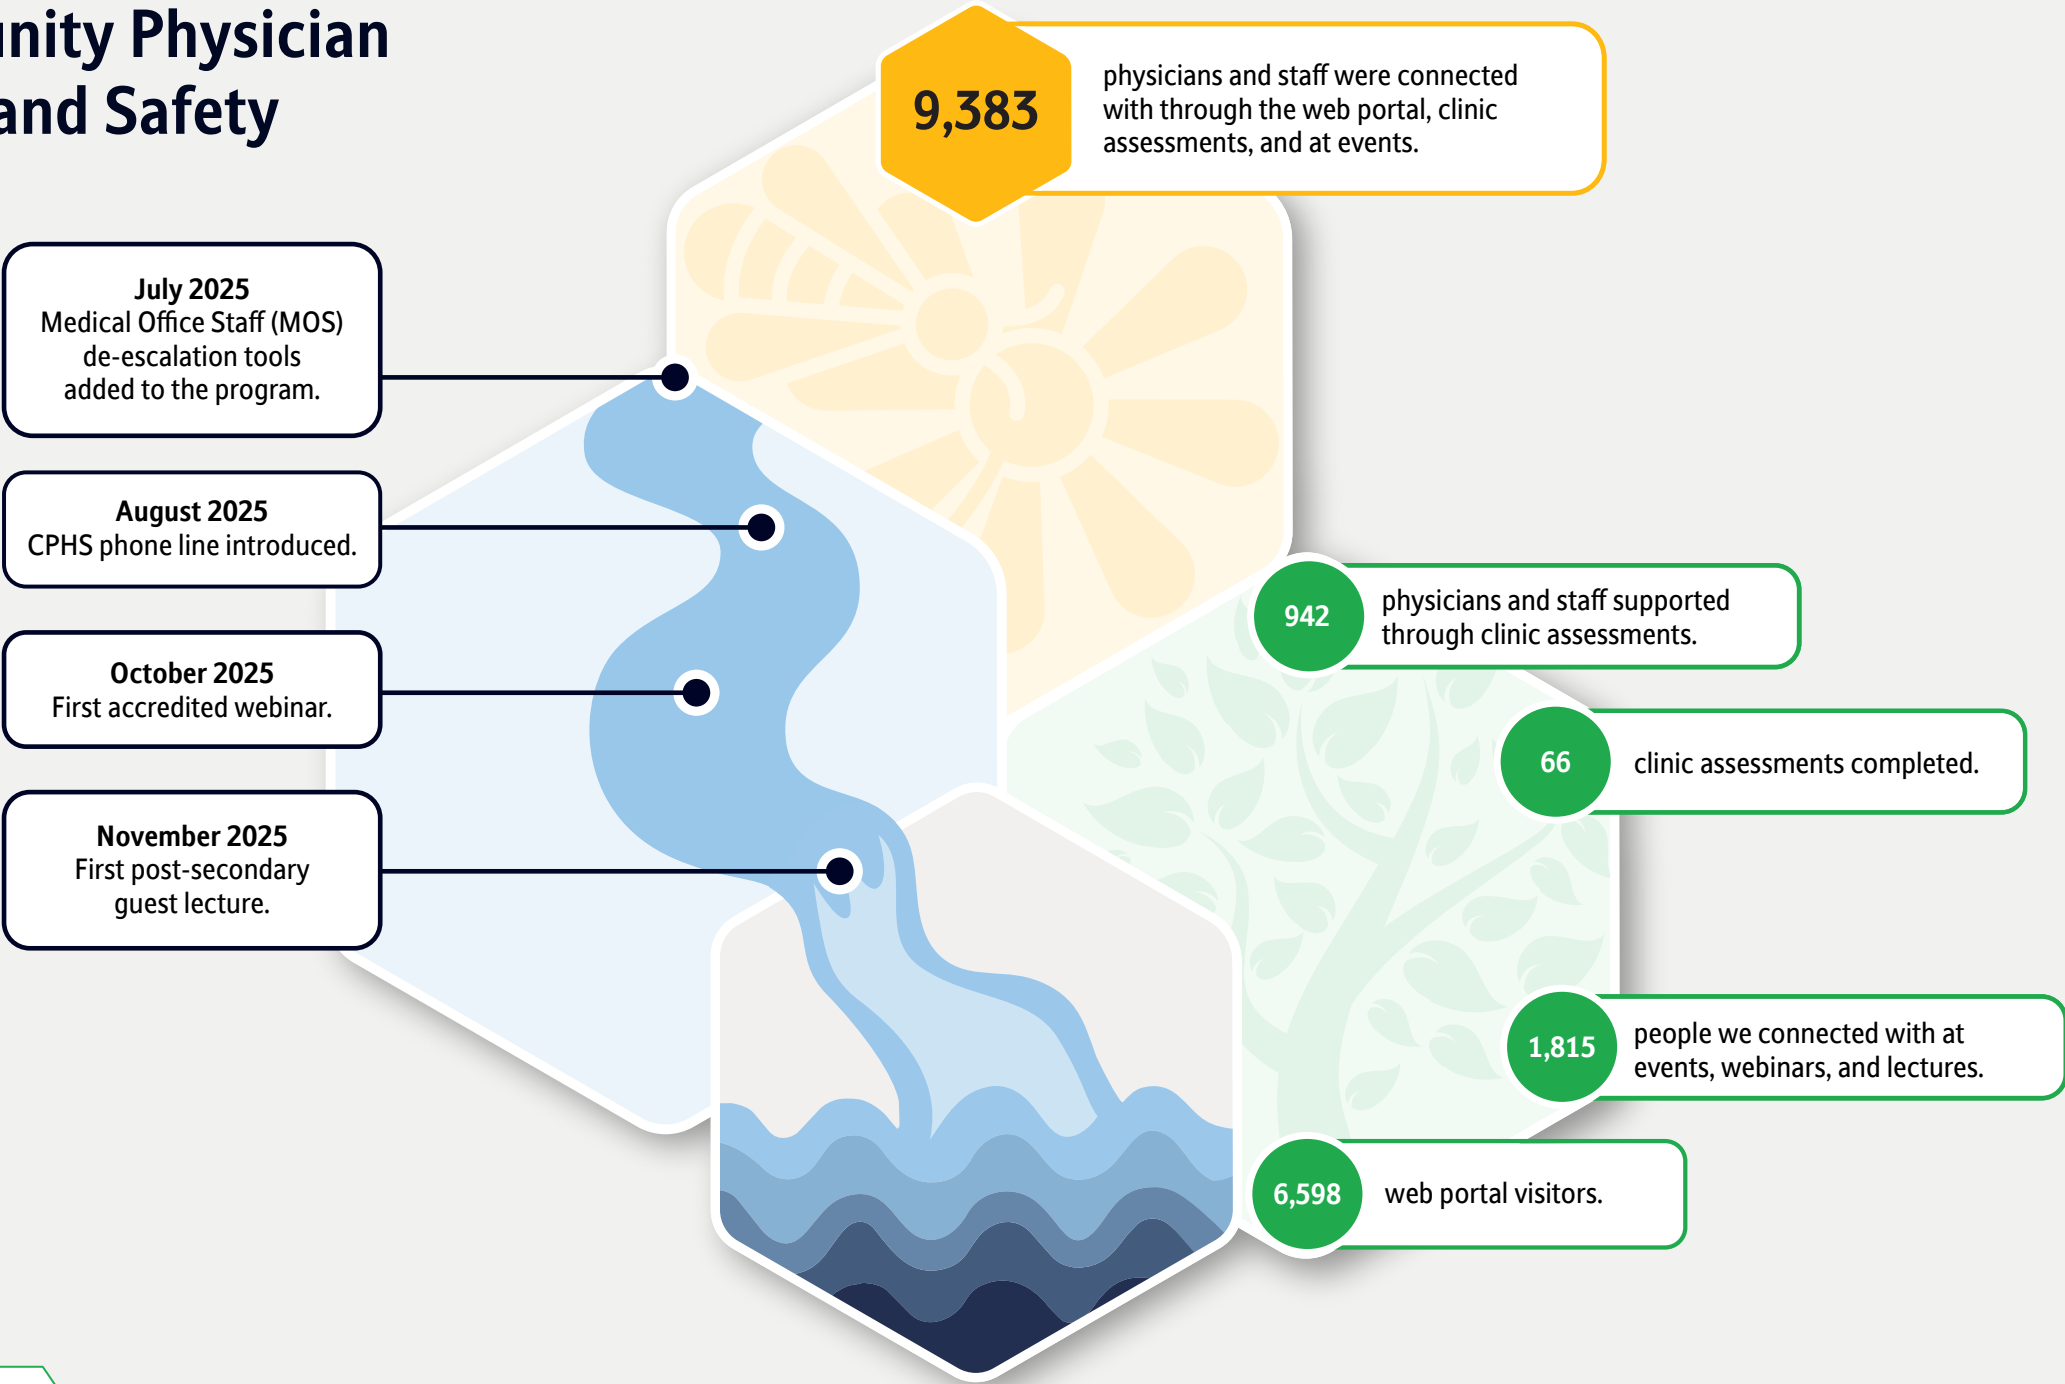 Physician
and Safety
9,383
physicians and staff were connected
with through the web portal, clinic
assessments, and at events.
July 2025
Medical Office Staff (MOS)
de-escalation tools
added to the program.
August 2025
CPHS phone line introduced.
October 2025
First accredited webinar.
November 2025
First post-secondary
guest lecture.
942
physicians and staff supported
through clinic assessments.
66
clinic assessments completed.
1,815
people we connected with at
events, webinars, and lectures.
6,598
web portal visitors.